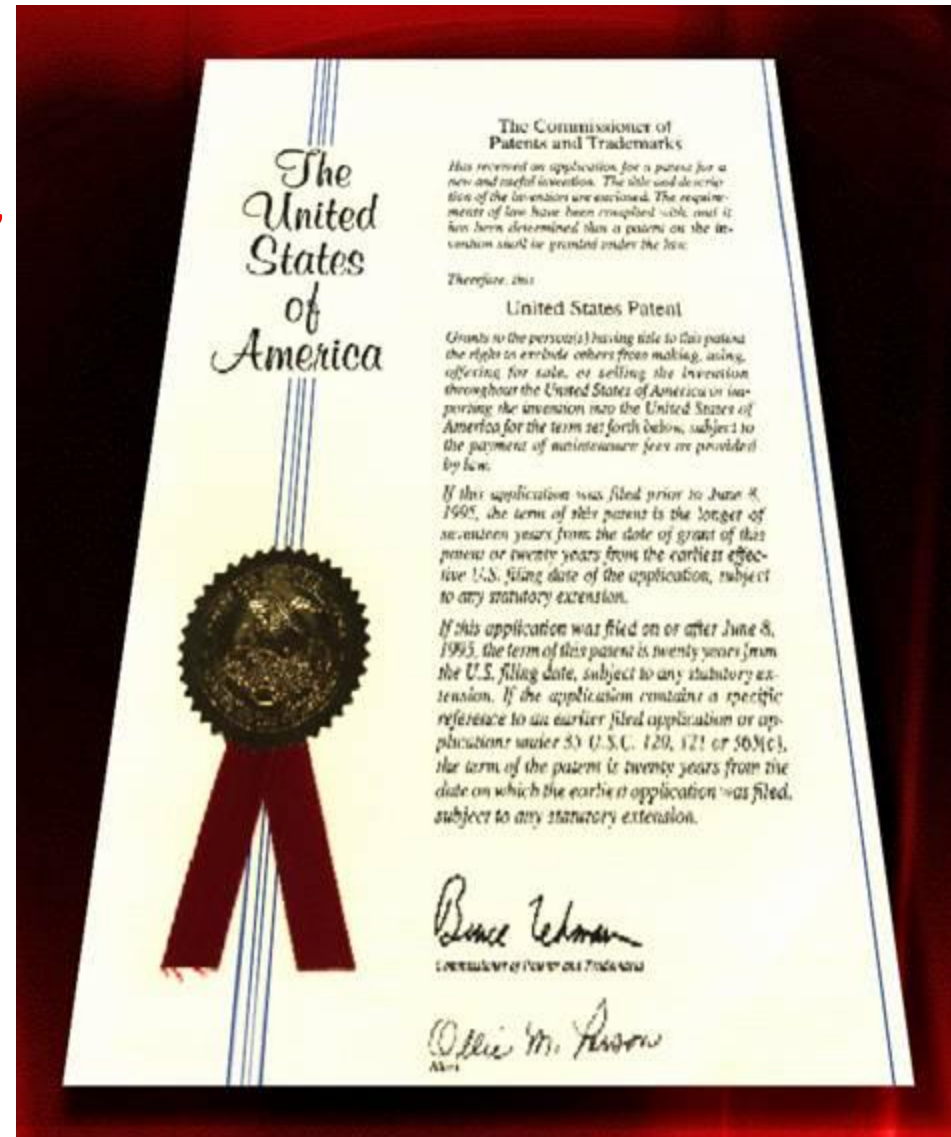 The
United
States
of
America
The Commissioner of
Patents and Trademarks
Has received an application for a patent for a
new and useful invention. The title and descrip-
tion of the invention are enclosed. The require-
ments of law have been complied with, and it
has been determined that a patent on the in-
vention shall be granted under the law.
Therefore, this
United States Patent
Grants to the person(s) having title to this patent
the right to exclude others from making, using,
offering for sale, or selling the invention
throughout the United States of America or im-
porting the invention into the United States of
America for the term set forth below, subject to
the payment of maintenance fees as provided
by law.
If this application was filed prior to June 8,
1995, the term of this patent is the longer of
seventeen years from the date of grant of this
patent or twenty years from the earliest effec-
tive U.S. filing date of the application, subject
to any statutory extension.
If this application was filed on or after June 8,
1995, the term of this patent is twenty years from
the U.S. filing date, subject to any statutory ex-
tension. If the application contains a specific
reference to an earlier filed application or ap-
plications under 35 U.S.C. 120, 121 or 365(c),
the term of the patent is twenty years from the
date on which the earliest application was filed,
subject to any statutory extension.
Bruce Lehman
Commissioner of Patents and Trademarks
Ollie M. Person
Attest